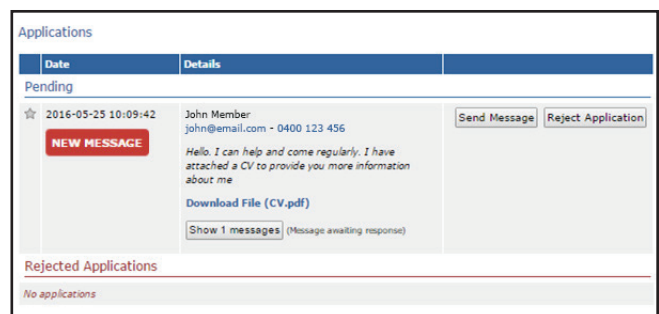 Applications
Date Details
Pending
2016-05-25 10:09:42 John Member Send Message Reject Application
john@email.com - 0400 123 456
NEW MESSAGE
Hello. I can help and come regularly. I have
attached a CV to provide you more information
about me
Download File (CV.pdf)
Show 1 messages (Message awaiting response)
Rejected Applications
No applications